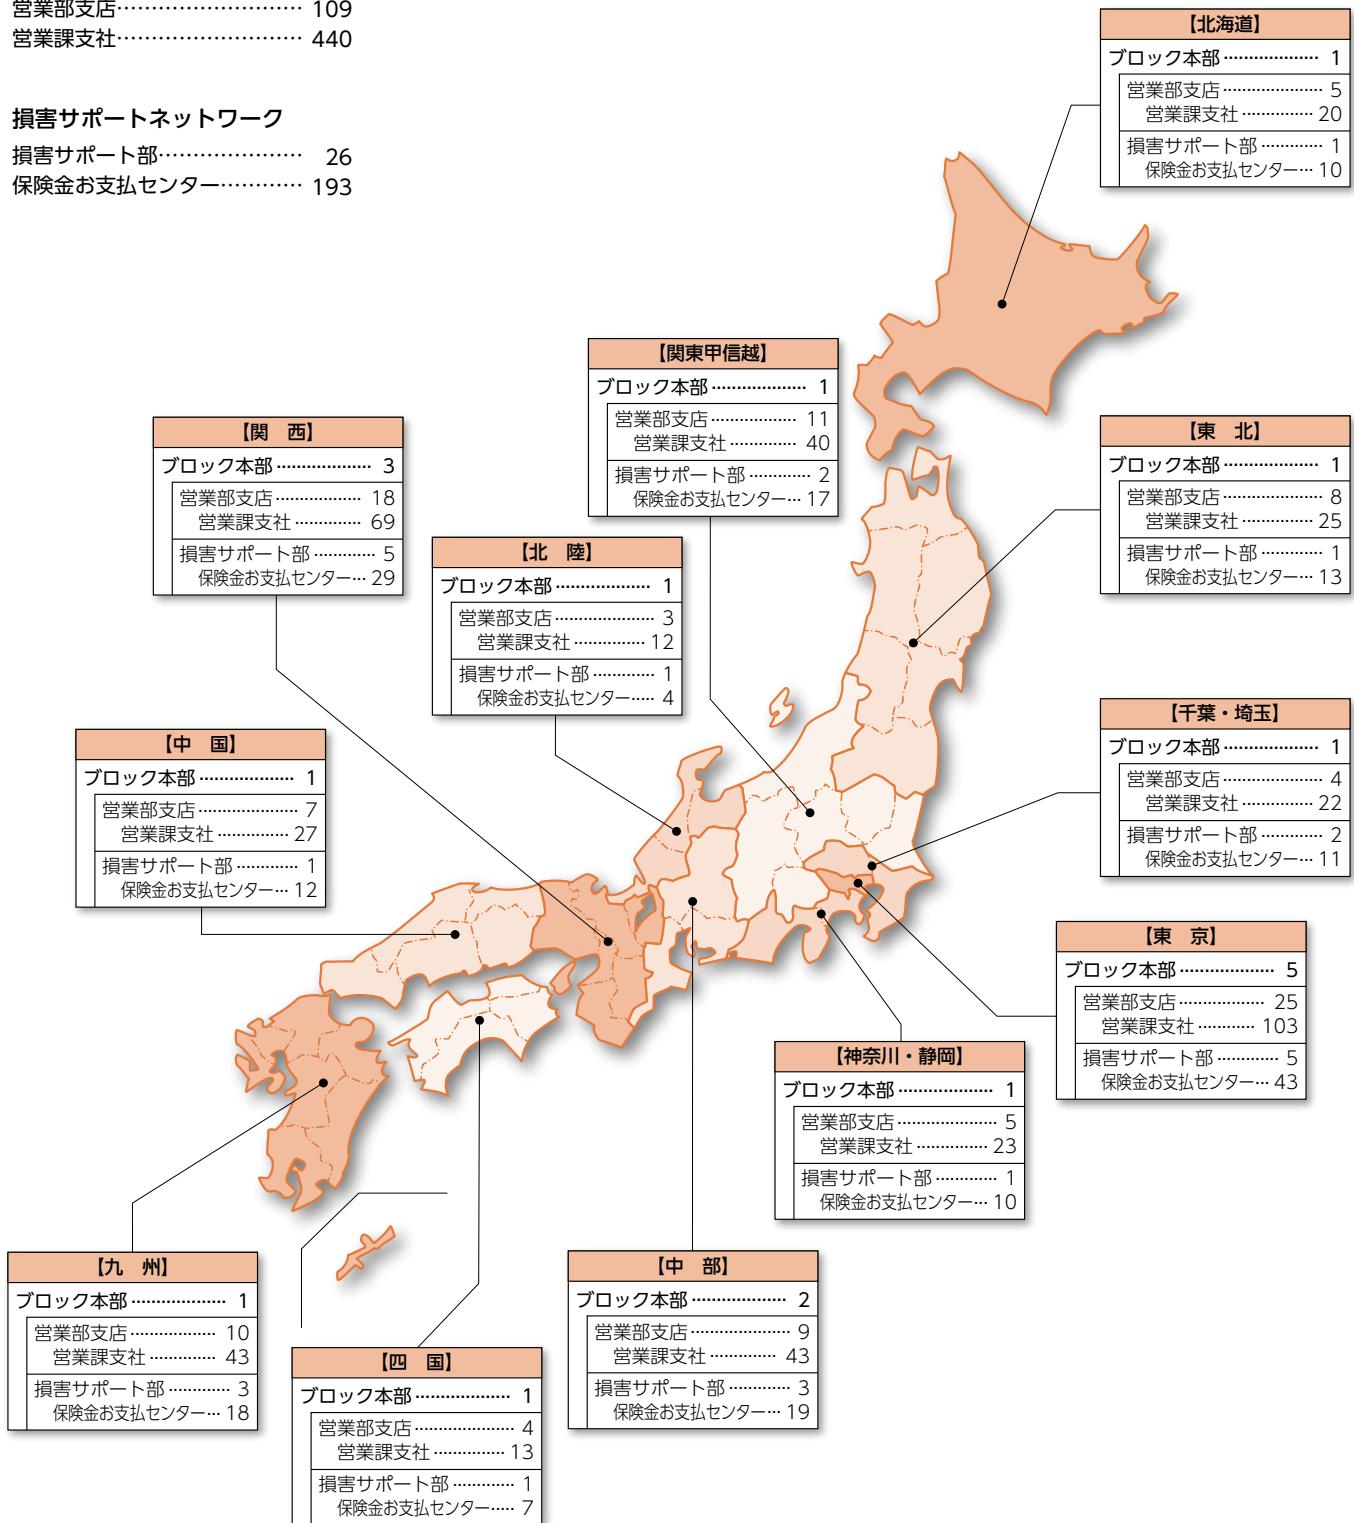 営業部支店………………………… 109
営業課支社………………………… 440
損害サポートネットワーク
損害サポート部………………… 26
保険金お支払センター………… 193
【北海道】
ブロック本部………………… 1
営業部支店………………… 5
営業課支社…………… 20
損害サポート部………… 1
保険金お支払センター… 10
【関東甲信越】
ブロック本部………………… 1
営業部支店……………… 11
営業課支社…………… 40
損害サポート部………… 2
保険金お支払センター… 17
【関　西】
ブロック本部………………… 3
営業部支店……………… 18
営業課支社…………… 69
損害サポート部………… 5
保険金お支払センター… 29
【東　北】
ブロック本部………………… 1
営業部支店………………… 8
営業課支社…………… 25
損害サポート部………… 1
保険金お支払センター… 13
【北　陸】
ブロック本部………………… 1
営業部支店………………… 3
営業課支社…………… 12
損害サポート部………… 1
保険金お支払センター…… 4
【千葉・埼玉】
ブロック本部………………… 1
営業部支店………………… 4
営業課支社…………… 22
損害サポート部………… 2
保険金お支払センター… 11
【中　国】
ブロック本部………………… 1
営業部支店………………… 7
営業課支社…………… 27
損害サポート部………… 1
保険金お支払センター… 12
【東　京】
ブロック本部………………… 5
営業部支店……………… 25
営業課支社………… 103
損害サポート部………… 5
保険金お支払センター… 43
【神奈川・静岡】
ブロック本部………………… 1
営業部支店………………… 5
営業課支社…………… 23
損害サポート部………… 1
保険金お支払センター… 10
【九　州】
ブロック本部………………… 1
営業部支店……………… 10
営業課支社…………… 43
損害サポート部………… 3
保険金お支払センター… 18
【中　部】
ブロック本部………………… 2
営業部支店………………… 9
営業課支社…………… 43
損害サポート部………… 3
保険金お支払センター… 19
【四　国】
ブロック本部………………… 1
営業部支店………………… 4
営業課支社…………… 13
損害サポート部………… 1
保険金お支払センター…… 7